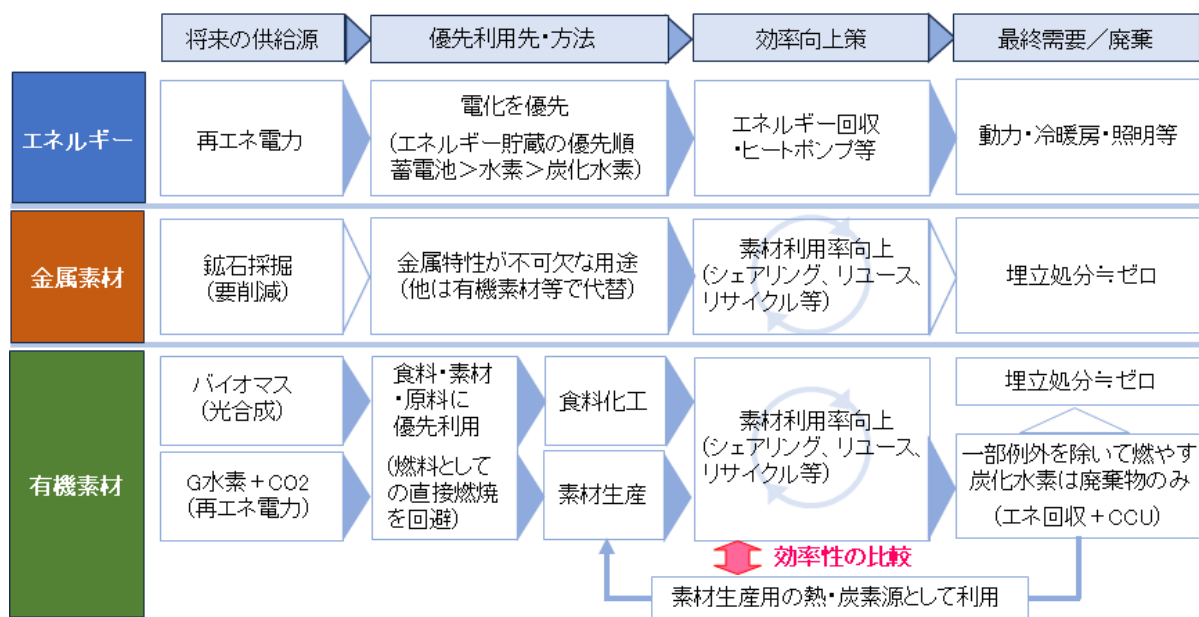 将来の供給源
優先利用先・方法
効率向上策
最終需要／廃棄
エネルギー
再エネ電力
電化を優先
(エネルギー貯蔵の優先順
蓄電池＞水素＞炭化水素)
エネルギー回収
・ヒートポンプ等
動力・冷暖房・照明等
金属素材
鉱石採掘
(要削減)
金属特性が不可欠な用途
(他は有機素材等で代替)
素材利用率向上
(シェアリング、リユース、
リサイクル等)
埋立処分≒ゼロ
有機素材
バイオマス
(光合成)
G水素＋CO2
(再エネ電力)
食料・素材
・原料に
優先利用
(燃料として
の直接燃焼
を回避)
食料化工
素材生産
素材利用率向上
(シェアリング、リユース、
リサイクル等)
埋立処分≒ゼロ
一部例外を除いて燃やす
炭化水素は廃棄物のみ
(エネ回収＋CCU)
効率性の比較
素材生産用の熱・炭素源として利用